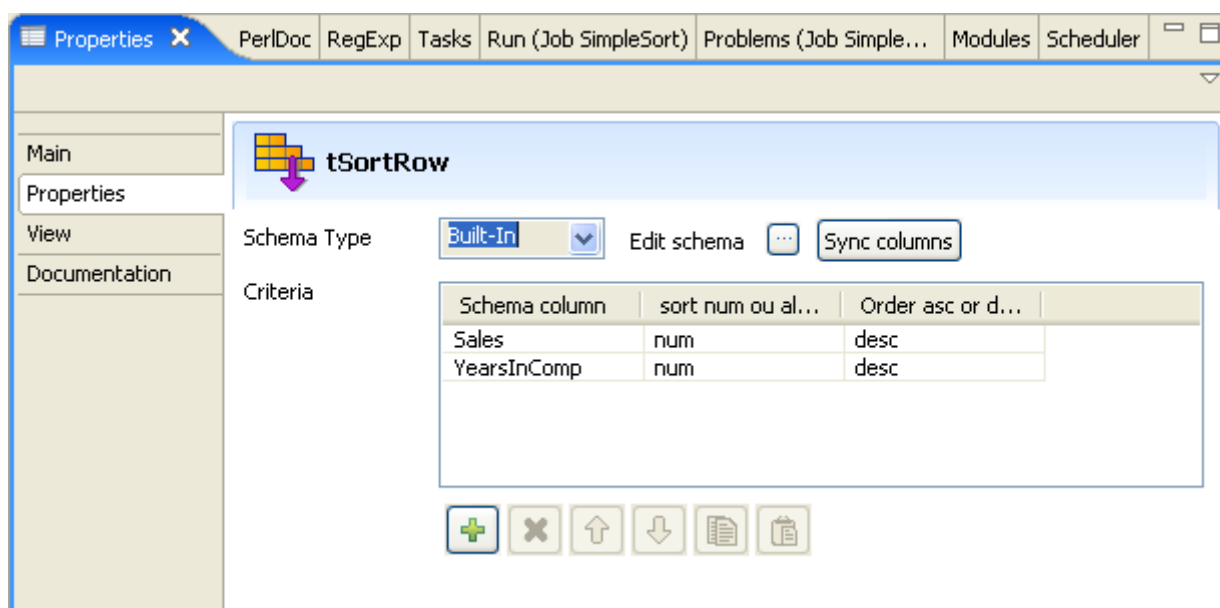 Properties PerlDoc RegExp Tasks Run (Job SimpleSort) Problems (Job Simple... Modules Scheduler
Main
Properties
View
Documentation
tSortRow
Schema Type Built-In Edit schema ... Sync columns
Criteria
Schema column sort num ou al... Order asc or d...
Sales num desc
YearsInComp num desc